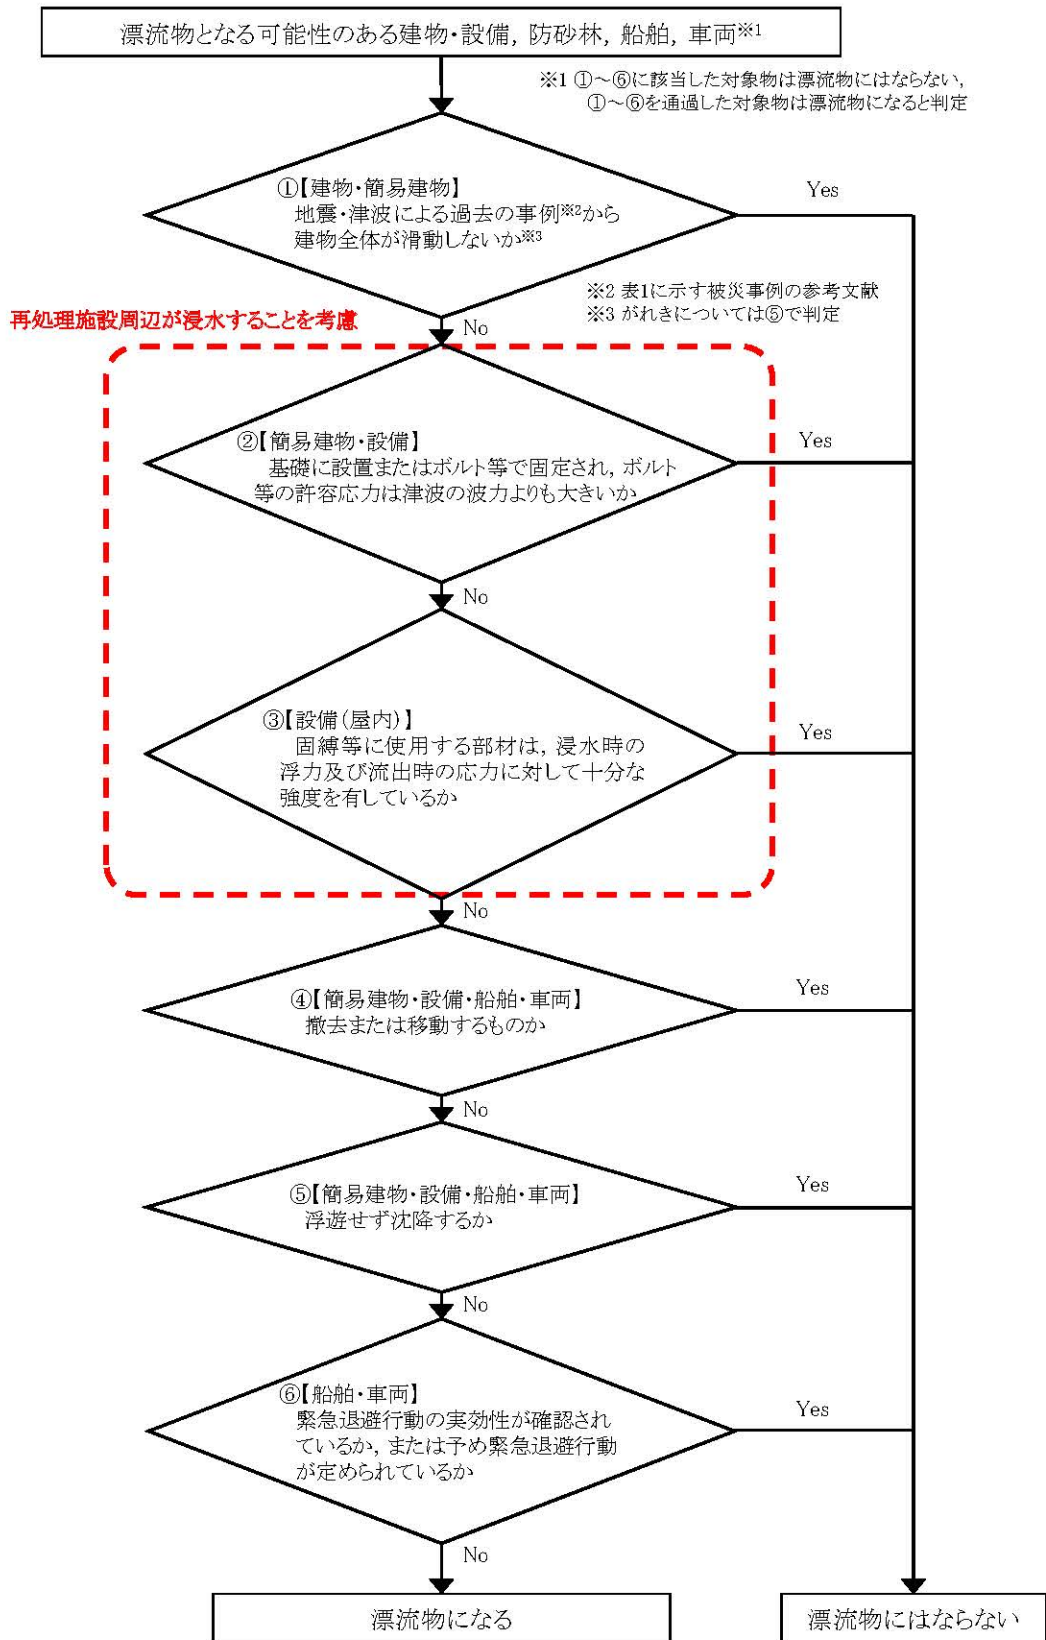 漂流物となる可能性のある建物・設備, 防砂林, 船舶, 車両※1
※1 ①～⑥に該当した対象物は漂流物にはならない,
①～⑥を通過した対象物は漂流物になると判定
①【建物・簡易建物】
地震・津波による過去の事例※2から
建物全体が滑動しないか※3
Yes
※2 表1に示す被災事例の参考文献
※3 がれきについては⑤で判定
No
再処理施設周辺が浸水することを考慮
②【簡易建物・設備】
基礎に設置またはボルト等で固定され, ボルト
等の許容応力は津波の波力よりも大きいか
Yes
No
③【設備(屋内)】
固縛等に使用する部材は, 浸水時の
浮力及び流出時の応力に対して十分な
強度を有しているか
Yes
No
④【簡易建物・設備・船舶・車両】
撤去または移動するものか
Yes
No
⑤【簡易建物・設備・船舶・車両】
浮遊せず沈降するか
Yes
No
⑥【船舶・車両】
緊急退避行動の実効性が確認され
ているか, または予め緊急退避行動
が定められているか
Yes
No
漂流物になる
漂流物にはならない